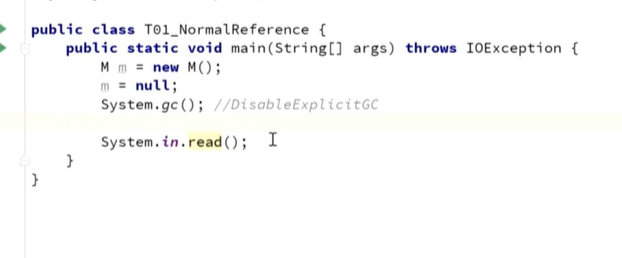 public class T01_NormalReference {
public static void main(String[] args) throws IOException {
M m = new M();
m = null;
System.gc(); //DisableExplicitGC
System.in.read();
}
}